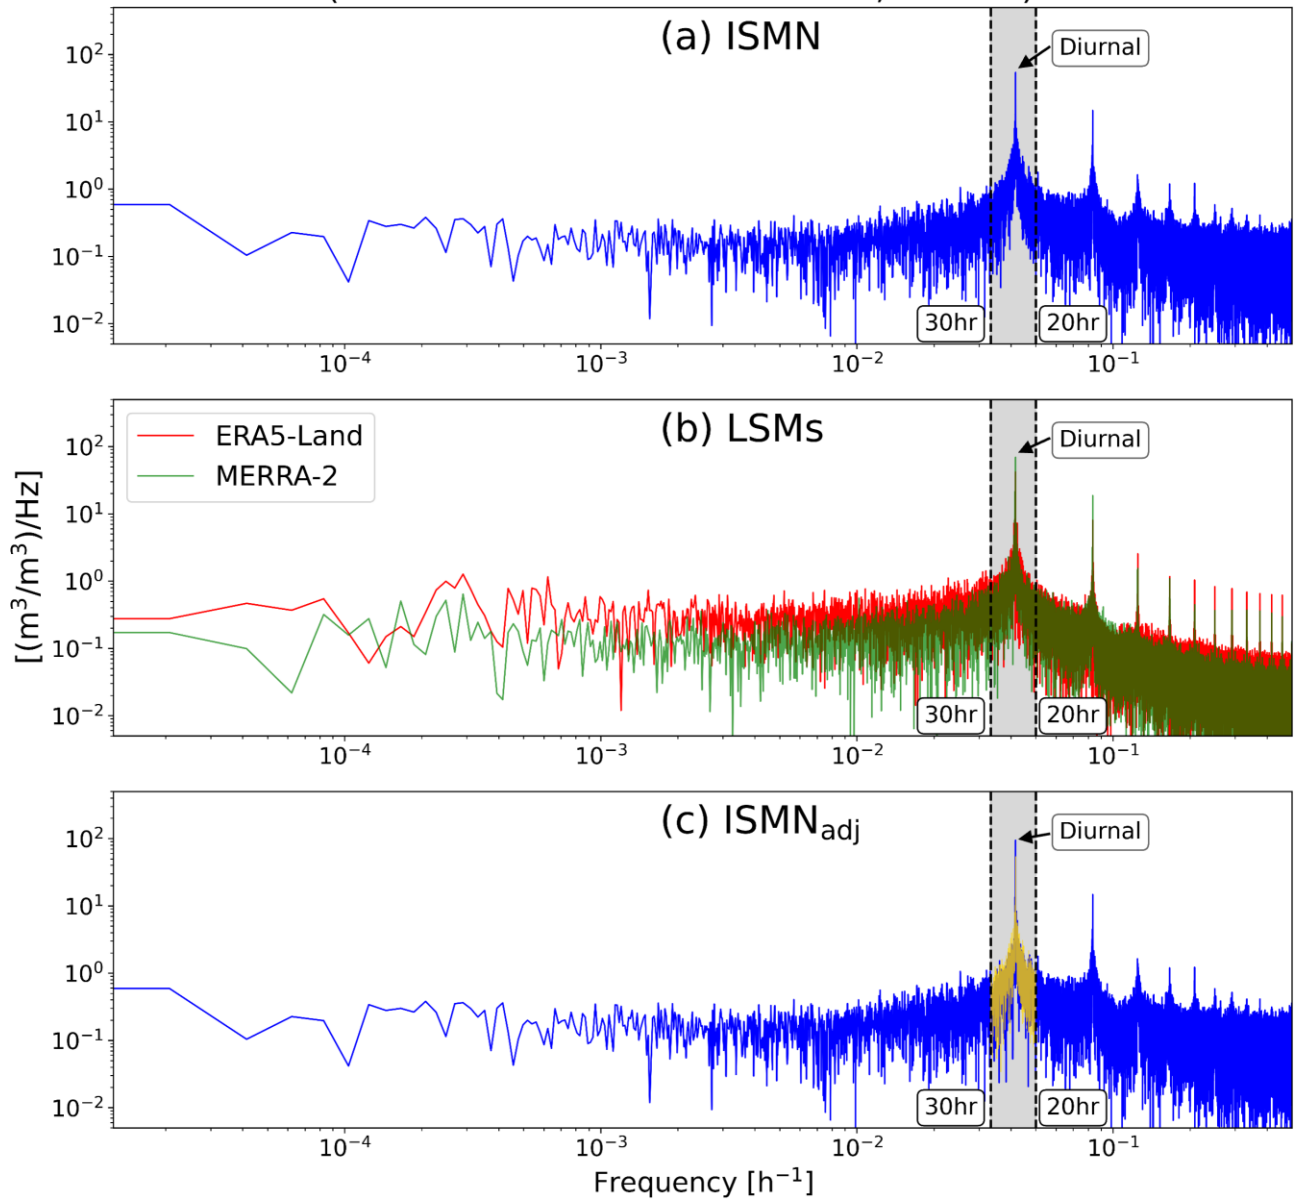 (a) ISMN
Diurnal
10²
10¹
10⁰
10⁻¹
10⁻²
30hr
20hr
10⁻⁴
10⁻³
10⁻²
10⁻¹
ERA5-Land
MERRA-2
(b) LSMs
Diurnal
10²
10¹
10⁰
10⁻¹
10⁻²
30hr
20hr
10⁻⁴
10⁻³
10⁻²
10⁻¹
[(m³/m³)/Hz]
(c) ISMNadj
Diurnal
10²
10¹
10⁰
10⁻¹
10⁻²
30hr
20hr
10⁻⁴
10⁻³
10⁻²
10⁻¹
Frequency [h⁻¹]